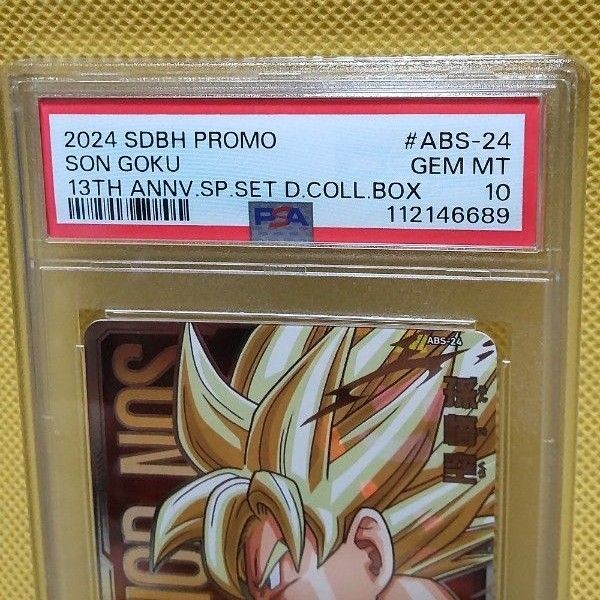 2024 SDBH PROMO #ABS-24
SON GOKU GEM MT
13TH ANNV.SP.SET D.COLL.BOX 10
PSA 112146689
ABS-24
孫悟空
SON